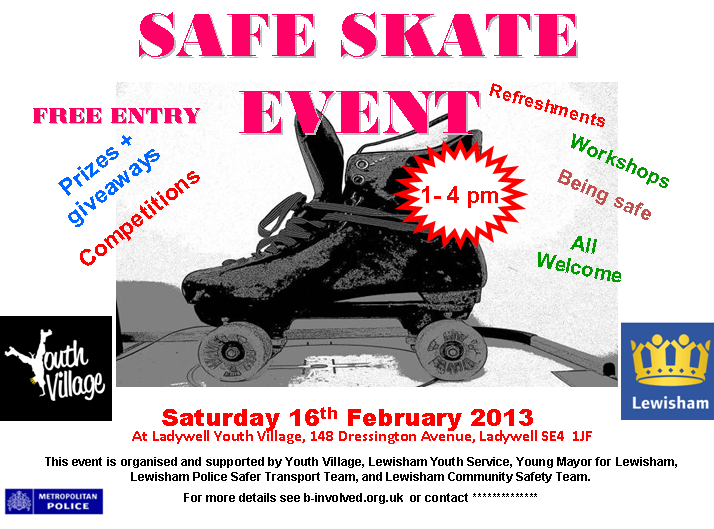 SAFE SKATE
EVENT
FREE ENTRY
Prizes +
giveaways
Competitions
Refreshments
Workshops
Being safe
All
Welcome
1- 4 pm
Youth
Village
Lewisham
Saturday 16th February 2013
At Ladywell Youth Village, 148 Dressington Avenue, Ladywell SE4 1JF
This event is organised and supported by Youth Village, Lewisham Youth Service, Young Mayor for Lewisham,
Lewisham Police Safer Transport Team, and Lewisham Community Safety Team.
For more details see b-involved.org.uk or contact **************
METROPOLITAN
POLICE